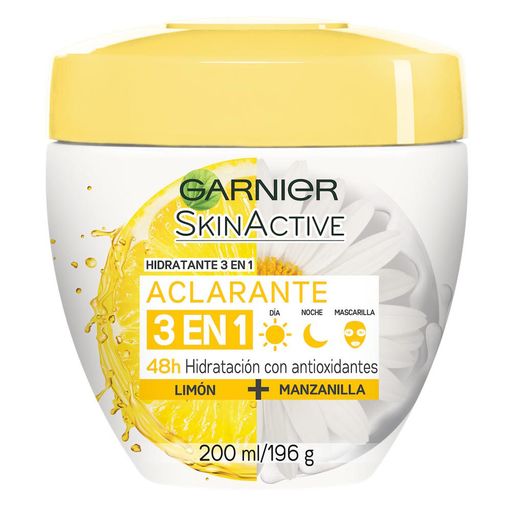 GARNIER
SKINACTIVE
HIDRATANTE 3 EN 1
ACLARANTE
3 EN 1
DÍA
NOCHE
MASCARILLA
48h Hidratación con antioxidantes
LIMÓN + MANZANILLA
200 ml/196 g